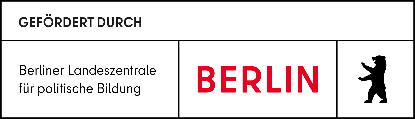 GEFÖRDERT DURCH
Berliner Landeszentrale
für politische Bildung
BERLIN